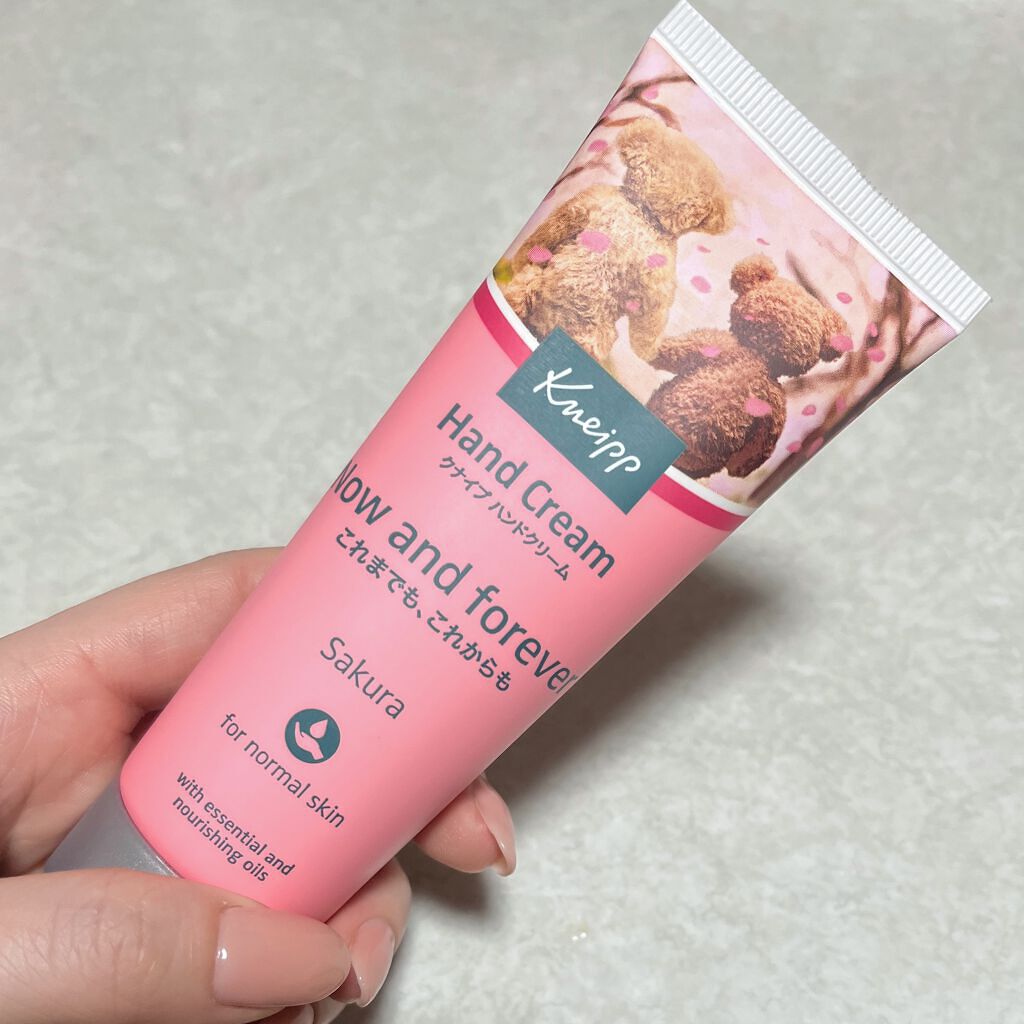 Kneipp
Hand Cream
クナイプ ハンドクリーム
Now and forever
これまでも、これからも
Sakura
for normal skin
with essential and
nourishing oils